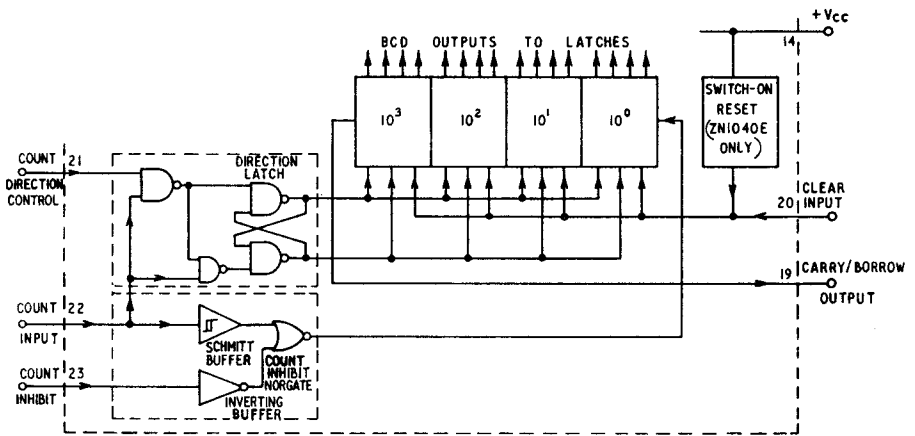 +VCC
14
BCD OUTPUTS TO LATCHES
SWITCH-ON
RESET
(ZN1040E
ONLY)
10³
10²
10¹
10⁰
COUNT
21
DIRECTION
CONTROL
DIRECTION
LATCH
CLEAR
20
INPUT
19
CARRY/BORROW
OUTPUT
COUNT
22
INPUT
SCHMITT
BUFFER
COUNT
INHIBIT
NORGATE
COUNT
23
INHIBIT
INVERTING
BUFFER